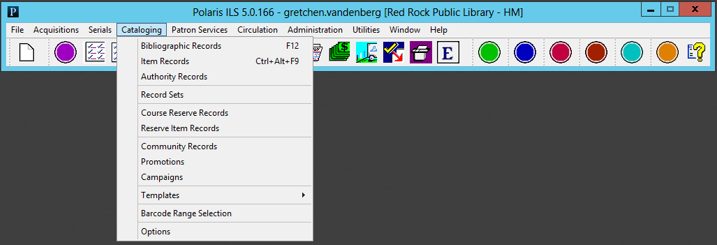 Polaris ILS 5.0.166 - gretchen.vandenberg [Red Rock Public Library - HM]
File Acquisitions Serials Cataloging Patron Services Circulation Administration Utilities Window Help
E
Bibliographic Records F12
Item Records Ctrl+Alt+F9
Authority Records
Record Sets
Course Reserve Records
Reserve Item Records
Community Records
Promotions
Campaigns
Templates
Barcode Range Selection
Options